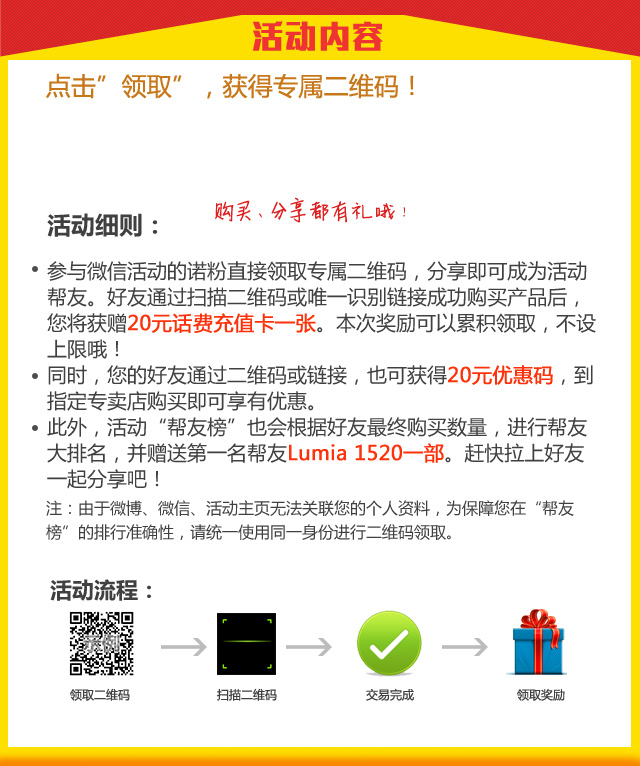 活动内容
点击”领取”，获得专属二维码！
购买、分享都有礼哦！
活动细则：
• 参与微信活动的诺粉直接领取专属二维码，分享即可成为活动
帮友。好友通过扫描二维码或唯一识别链接成功购买产品后，
您将获赠20元话费充值卡一张。本次奖励可以累积领取，不设
上限哦！
• 同时，您的好友通过二维码或链接，也可获得20元优惠码，到
指定专卖店购买即可享有优惠。
• 此外，活动“帮友榜”也会根据好友最终购买数量，进行帮友
大排名，并赠送第一名帮友Lumia 1520一部。赶快拉上好友
一起分享吧！
注：由于微博、微信、活动主页无法关联您的个人资料，为保障您在“帮友
榜”的排行准确性，请统一使用同一身份进行二维码领取。
活动流程：
示例
领取二维码
扫描二维码
交易完成
领取奖励